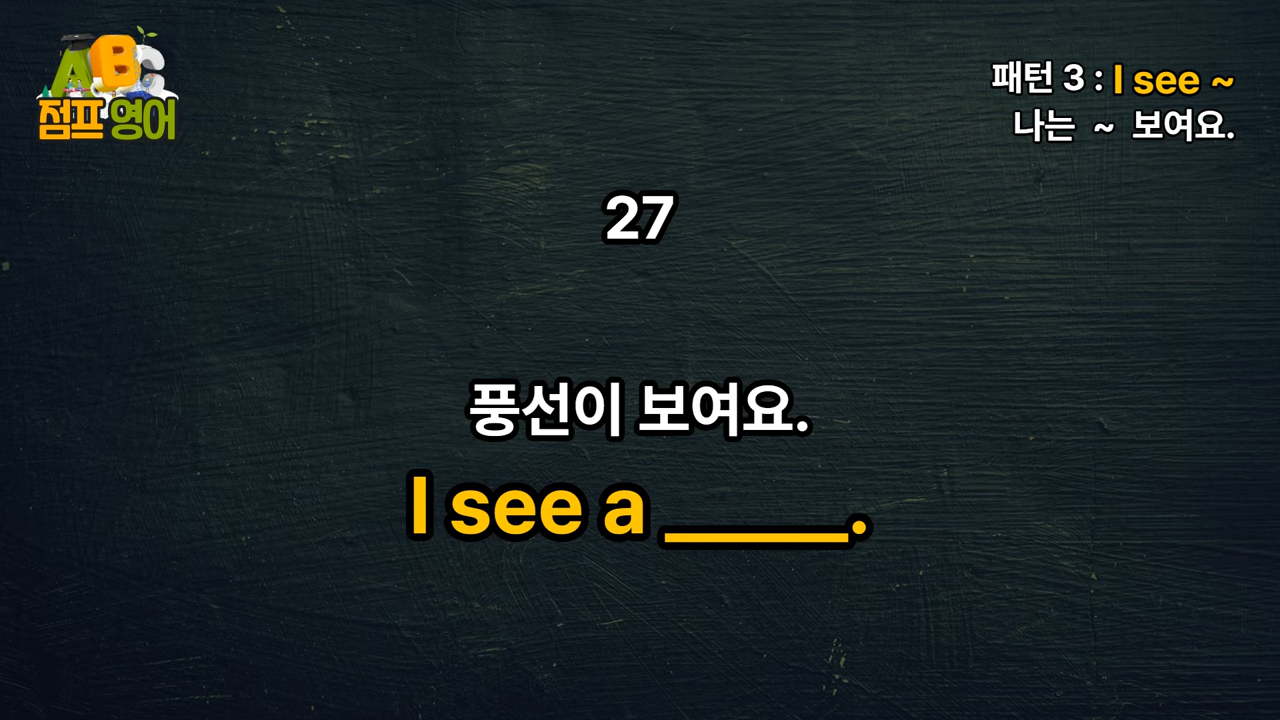 ABC
점프 영어
패턴 3 : I see ~
나는 ~ 보여요.
27
풍선이 보여요.
I see a _____.